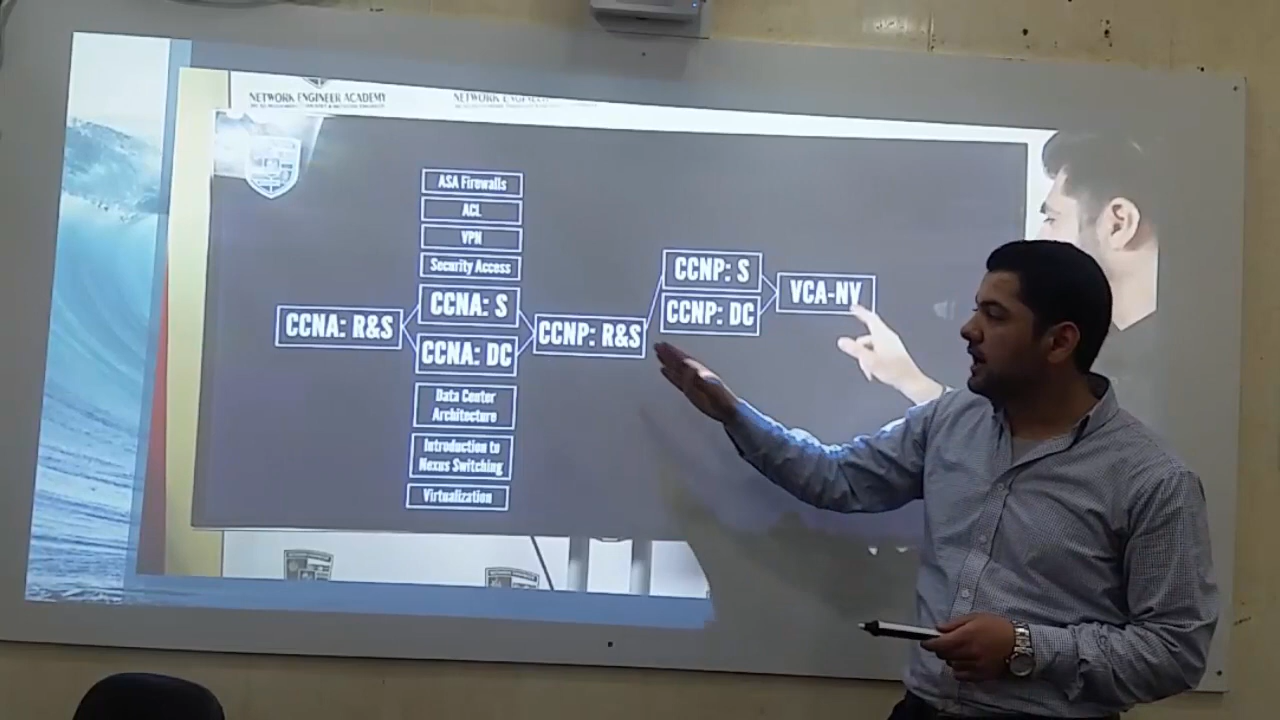 NETWORK ENGINEER ACADEMY
ASA Firewalls
ACL
VPN
Security Access
CCNA: R&S
CCNA: S
CCNA: DC
Data Center
Architecture
Introduction to
Nexus Switching
Virtualization
CCNP: R&S
CCNP: S
CCNP: DC
VCA-NV